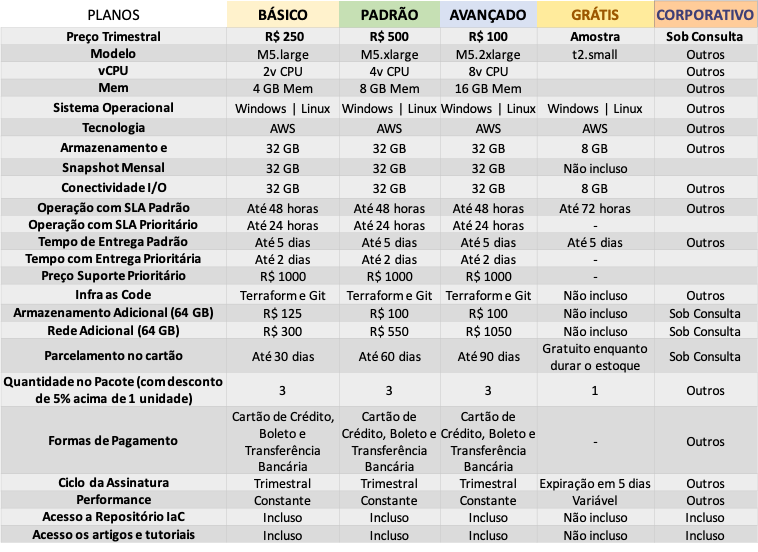 PLANOS BÁSICO PADRÃO AVANÇADO GRÁTIS CORPORATIVO
Preço Trimestral R$ 250 R$ 500 R$ 100 Amostra Sob Consulta
Modelo M5.large M5.xlarge M5.2xlarge t2.small Outros
vCPU 2v CPU 4v CPU 8v CPU Outros
Mem 4 GB Mem 8 GB Mem 16 GB Mem Outros
Sistema Operacional Windows | Linux Windows | Linux Windows | Linux Windows | Linux Outros
Tecnologia AWS AWS AWS AWS Outros
Armazenamento e 32 GB 32 GB 32 GB 8 GB Outros
Snapshot Mensal 32 GB 32 GB 32 GB Não incluso
Conectividade I/O 32 GB 32 GB 32 GB 8 GB Outros
Operação com SLA Padrão Até 48 horas Até 48 horas Até 48 horas Até 72 horas Outros
Operação com SLA Prioritário Até 24 horas Até 24 horas Até 24 horas -
Tempo de Entrega Padrão Até 5 dias Até 5 dias Até 5 dias Até 5 dias Outros
Tempo com Entrega Prioritária Até 2 dias Até 2 dias Até 2 dias -
Preço Suporte Prioritário R$ 1000 R$ 1000 R$ 1000 -
Infra as Code Terraform e Git Terraform e Git Terraform e Git Não incluso Outros
Armazenamento Adicional (64 GB) R$ 125 R$ 100 R$ 100 Não incluso Sob Consulta
Rede Adicional (64 GB) R$ 300 R$ 550 R$ 1050 Não incluso Sob Consulta
Parcelamento no cartão Até 30 dias Até 60 dias Até 90 dias Gratuito enquanto
durar o estoque Sob Consulta
Quantidade no Pacote (com desconto
de 5% acima de 1 unidade) 3 3 3 1 Outros
Formas de Pagamento
Cartão de Crédito,
Boleto e
Transferência
Bancária
Cartão de
Crédito, Boleto e
Transferência
Bancária
Cartão de
Crédito, Boleto e
Transferência
Bancária
-
Outros
Ciclo da Assinatura Trimestral Trimestral Trimestral Expiração em 5 dias Outros
Performance Constante Constante Constante Variável Outros
Acesso a Repositório IaC Incluso Incluso Incluso Não incluso Incluso
Acesso os artigos e tutoriais Incluso Incluso Incluso Não incluso Incluso